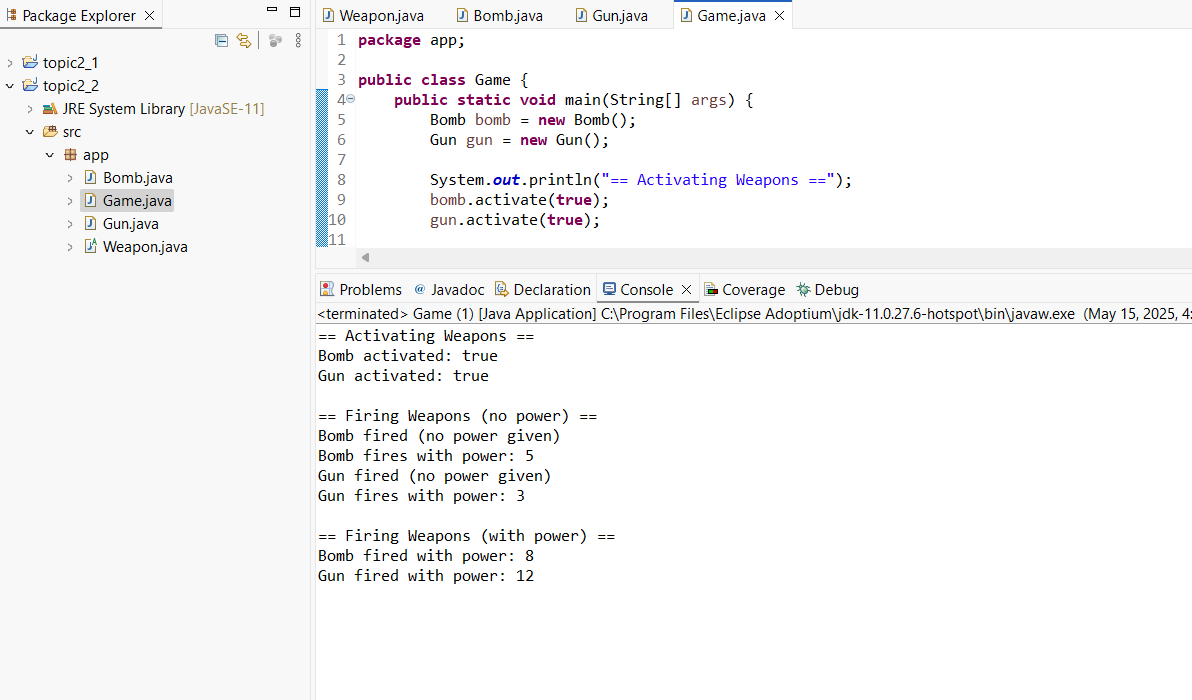 Package Explorer
topic2_1
topic2_2
JRE System Library [JavaSE-11]
src
app
Bomb.java
Game.java
Gun.java
Weapon.java
Weapon.java Bomb.java Gun.java Game.java
1 package app;
2
3 public class Game {
4 public static void main(String[] args) {
5 Bomb bomb = new Bomb();
6 Gun gun = new Gun();
7
8 System.out.println("== Activating Weapons ==");
9 bomb.activate(true);
10 gun.activate(true);
11
Problems @ Javadoc Declaration Console Coverage Debug
<terminated> Game (1) [Java Application] C:\Program Files\Eclipse Adoptium\jdk-11.0.27.6-hotspot\bin\javaw.exe (May 15, 2025, 4:
== Activating Weapons ==
Bomb activated: true
Gun activated: true
== Firing Weapons (no power) ==
Bomb fired (no power given)
Bomb fires with power: 5
Gun fired (no power given)
Gun fires with power: 3
== Firing Weapons (with power) ==
Bomb fired with power: 8
Gun fired with power: 12